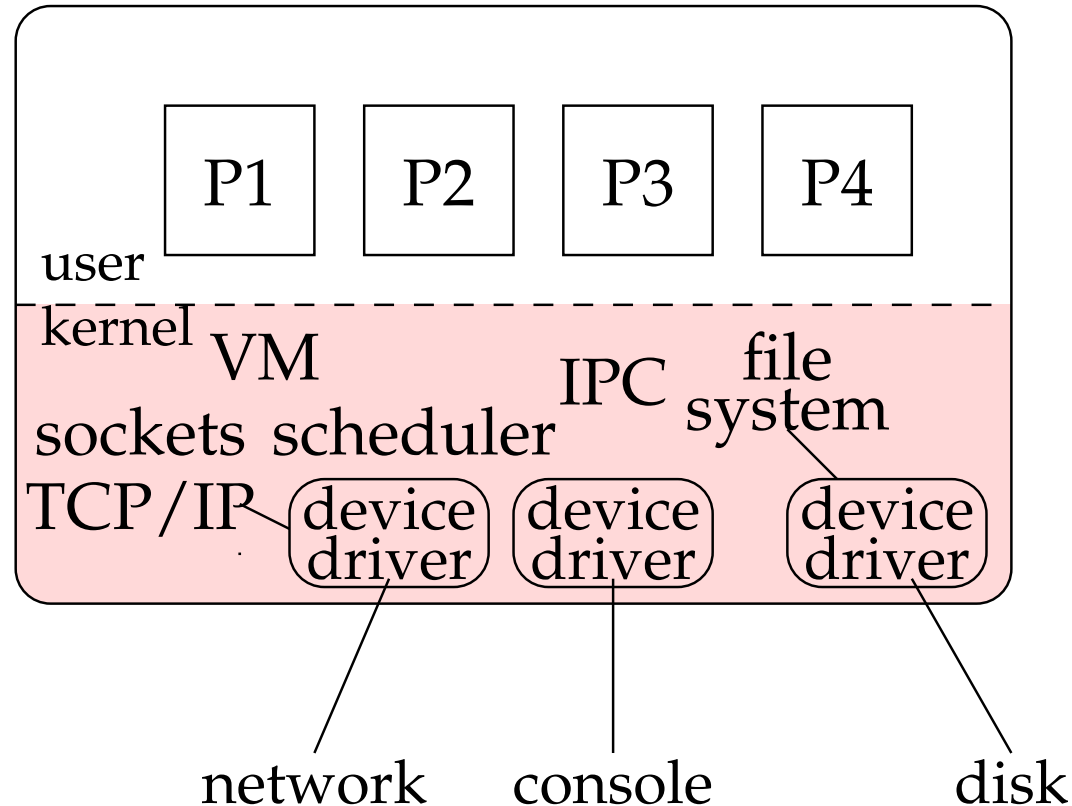 P1 P2 P3 P4
user
kernel
VM
IPC
file
system
sockets scheduler
TCP/IP
device
driver
device
driver
device
driver
network console disk